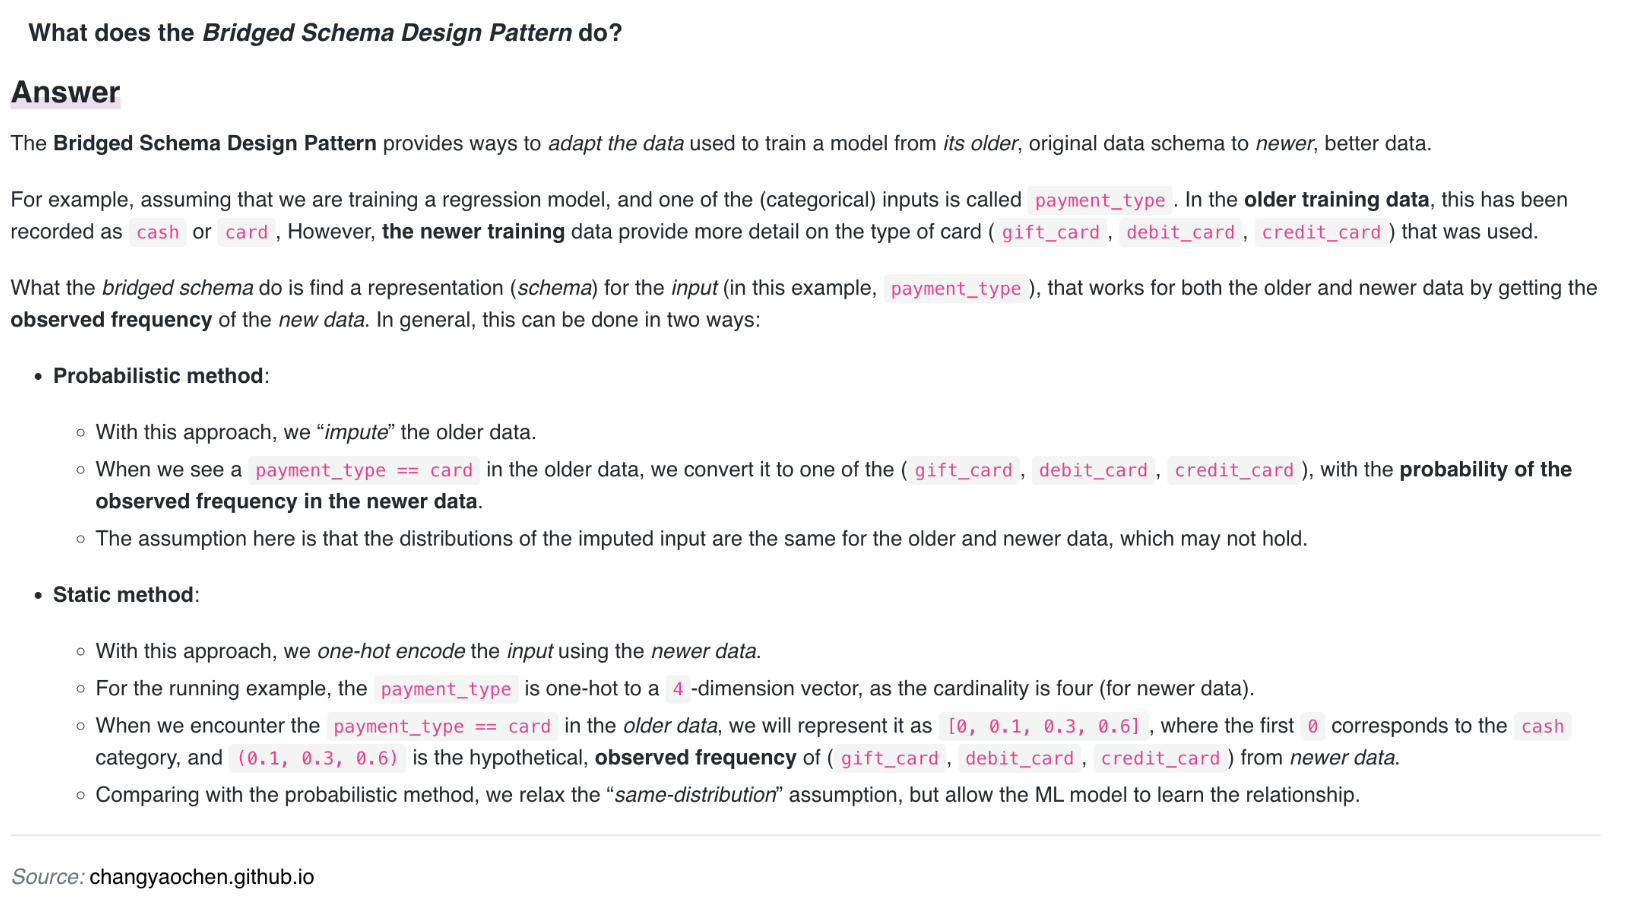 What does the Bridged Schema Design Pattern do?
Answer
The Bridged Schema Design Pattern provides ways to adapt the data used to train a model from its older, original data schema to newer, better data.
For example, assuming that we are training a regression model, and one of the (categorical) inputs is called payment_type . In the older training data, this has been
recorded as cash or card , However, the newer training data provide more detail on the type of card ( gift_card , debit_card , credit_card ) that was used.
What the bridged schema do is find a representation (schema) for the input (in this example, payment_type ), that works for both the older and newer data by getting the
observed frequency of the new data. In general, this can be done in two ways:
• Probabilistic method:
◦ With this approach, we “impute” the older data.
◦ When we see a payment_type == card in the older data, we convert it to one of the ( gift_card , debit_card , credit_card ), with the probability of the
observed frequency in the newer data.
◦ The assumption here is that the distributions of the imputed input are the same for the older and newer data, which may not hold.
• Static method:
◦ With this approach, we one-hot encode the input using the newer data.
◦ For the running example, the payment_type is one-hot to a 4 -dimension vector, as the cardinality is four (for newer data).
◦ When we encounter the payment_type == card in the older data, we will represent it as [0, 0.1, 0.3, 0.6] , where the first 0 corresponds to the cash
category, and (0.1, 0.3, 0.6) is the hypothetical, observed frequency of ( gift_card , debit_card , credit_card ) from newer data.
◦ Comparing with the probabilistic method, we relax the “same-distribution” assumption, but allow the ML model to learn the relationship.
Source: changyaochen.github.io